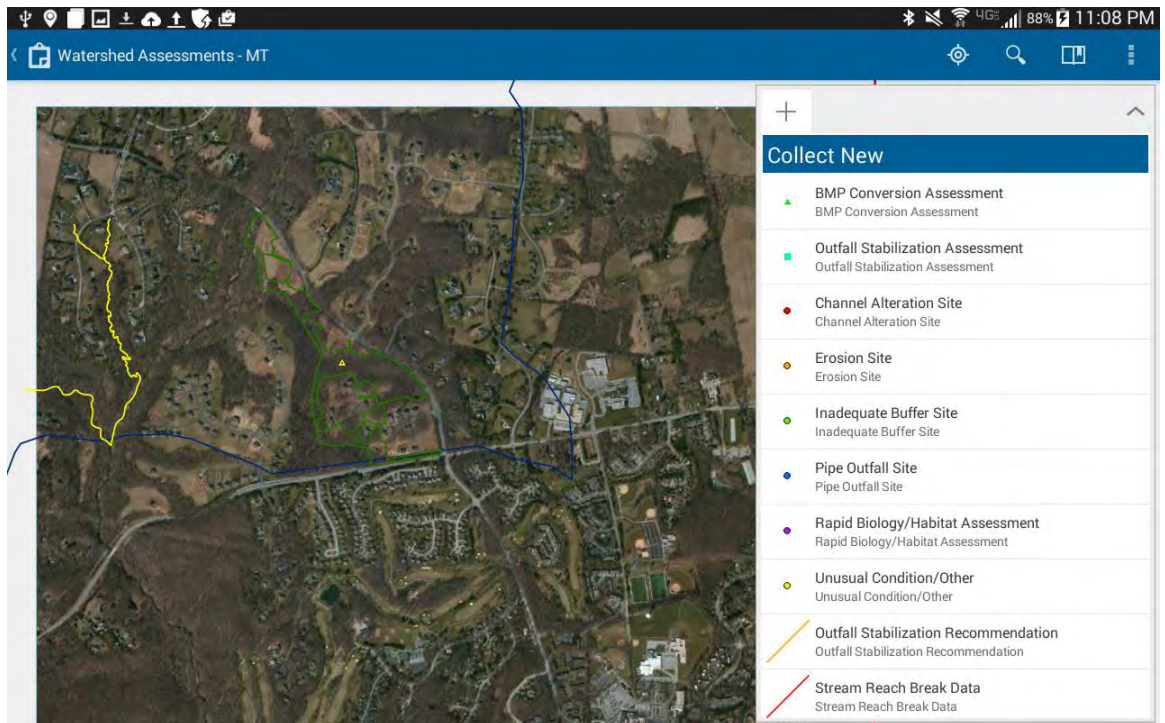 4G 88% 11:08 PM
Watershed Assessments - MT
Collect New
BMP Conversion Assessment
BMP Conversion Assessment
Outfall Stabilization Assessment
Outfall Stabilization Assessment
Channel Alteration Site
Channel Alteration Site
Erosion Site
Erosion Site
Inadequate Buffer Site
Inadequate Buffer Site
Pipe Outfall Site
Pipe Outfall Site
Rapid Biology/Habitat Assessment
Rapid Biology/Habitat Assessment
Unusual Condition/Other
Unusual Condition/Other
Outfall Stabilization Recommendation
Outfall Stabilization Recommendation
Stream Reach Break Data
Stream Reach Break Data